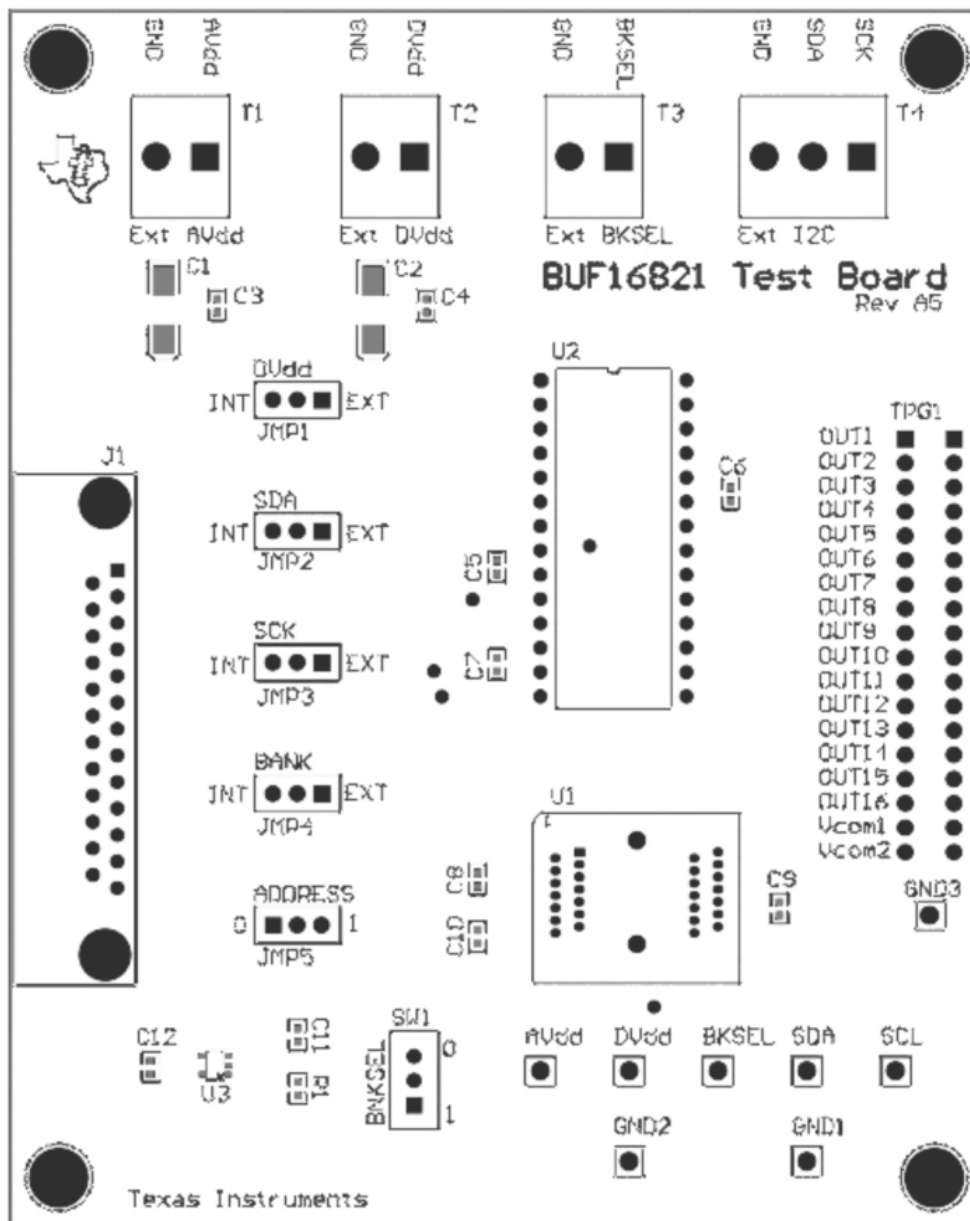 GND AVdd GND DVdd GND BKSEL GND SDA SCK
T1 T2 T3 T4
Ext AVdd Ext DVdd Ext BKSEL Ext I2C
C1 C2
C3 C4
BUF16821 Test Board
Rev A5
U2
DVdd
INT EXT
JMP1
TPG1
OUT1
J1
OUT2
C6
OUT3
SDA
OUT4
INT EXT
OUT5
JMP2
C5
OUT6
OUT7
OUT8
SCK
OUT9
INT EXT
C7
OUT10
JMP3
OUT11
OUT12
OUT13
BANK
OUT14
INT EXT
OUT15
JMP4
U1
OUT16
Vcom1
Vcom2
C8 C9
GND3
ADDRESS
0 1
C10
JMP5
SW1
C12 C11
0
AVdd DVdd BKSEL SDA SCL
U3 R1
BNKSEL
1
GND2 GND1
Texas Instruments